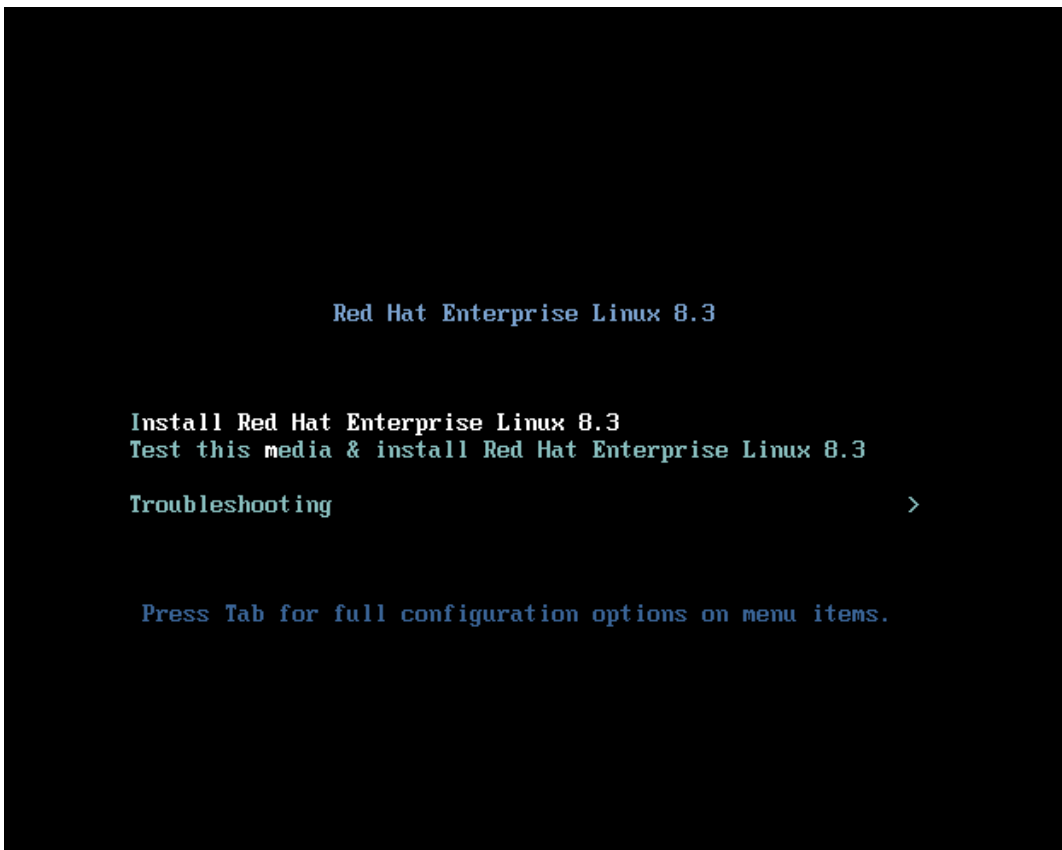 Red Hat Enterprise Linux 8.3
Install Red Hat Enterprise Linux 8.3
Test this media & install Red Hat Enterprise Linux 8.3
Troubleshooting >
Press Tab for full configuration options on menu items.